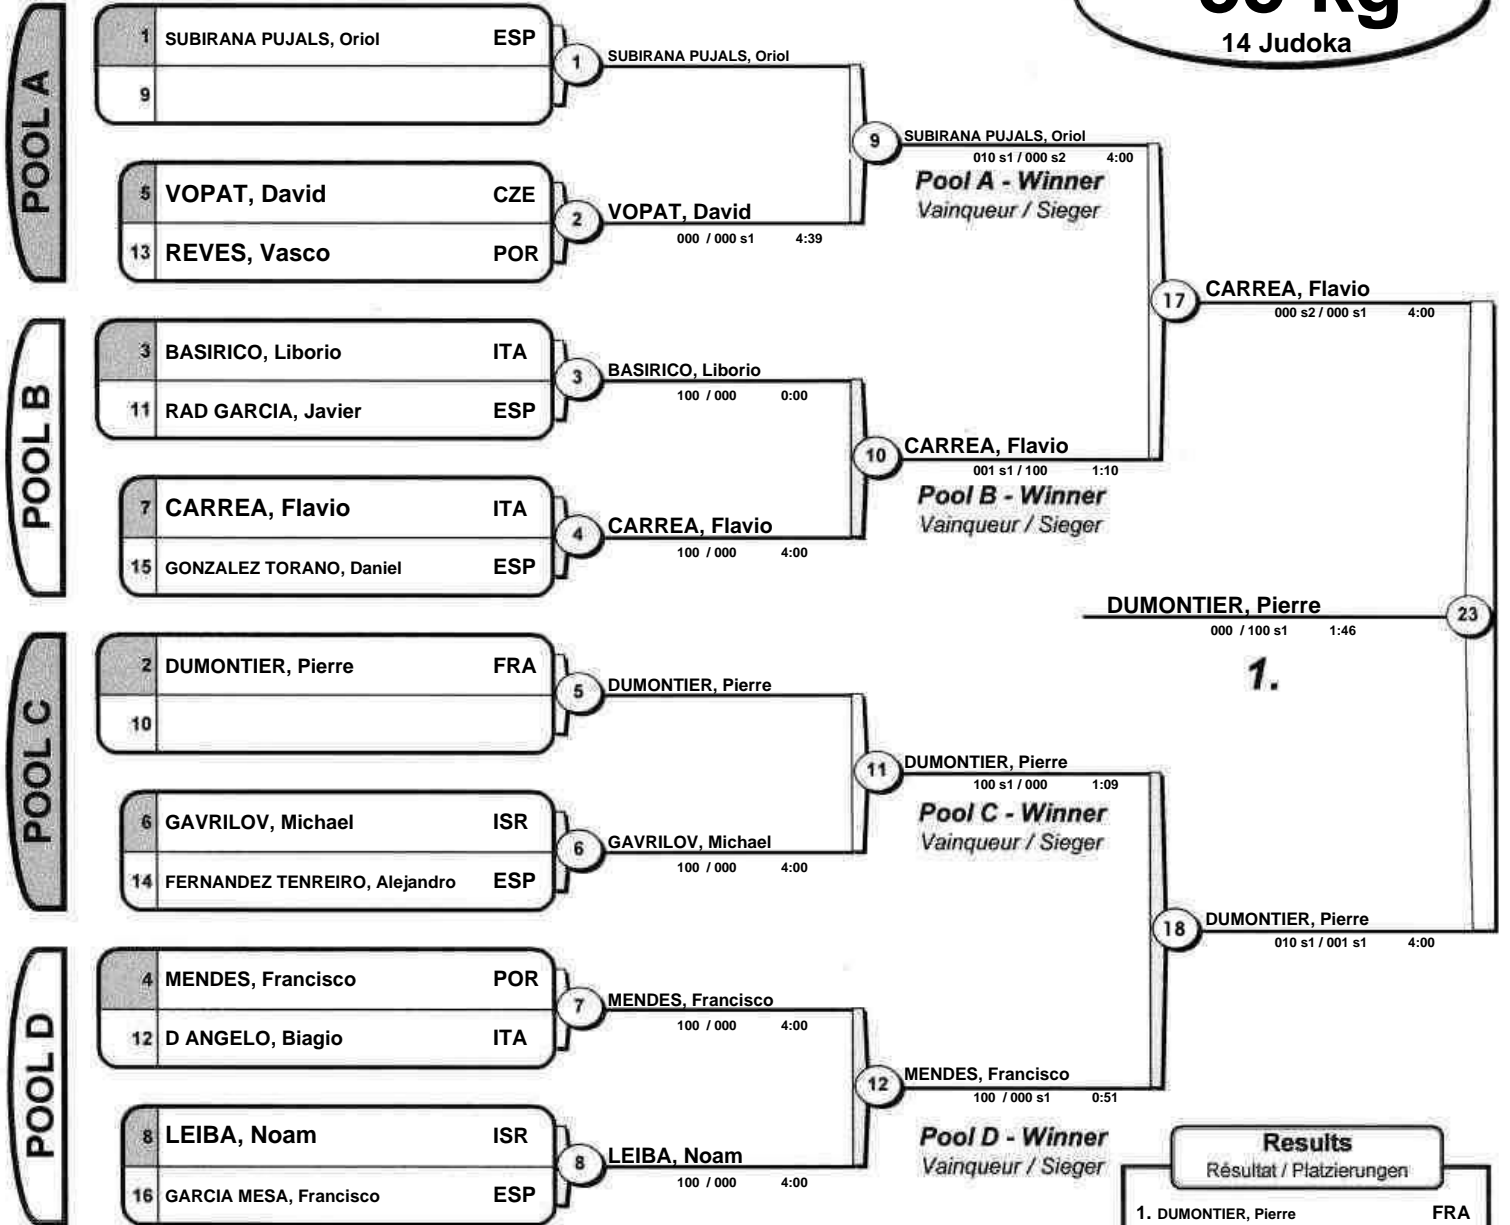 14 Judoka
POOL A
1 SUBIRANA PUJALS, Oriol ESP
9
1 SUBIRANA PUJALS, Oriol
5 VOPAT, David CZE
13 REVES, Vasco POR
2 VOPAT, David
000 / 000 s1 4:39
9 SUBIRANA PUJALS, Oriol
010 s1 / 000 s2 4:00
Pool A - Winner
Vainqueur / Sieger
POOL B
3 BASIRICO, Liborio ITA
11 RAD GARCIA, Javier ESP
3 BASIRICO, Liborio
100 / 000 0:00
7 CARREA, Flavio ITA
15 GONZALEZ TORANO, Daniel ESP
4 CARREA, Flavio
100 / 000 4:00
10 CARREA, Flavio
001 s1 / 100 1:10
Pool B - Winner
Vainqueur / Sieger
17 CARREA, Flavio
000 s2 / 000 s1 4:00
DUMONTIER, Pierre 23
000 / 100 s1 1:46
1.
POOL C
2 DUMONTIER, Pierre FRA
10
5 DUMONTIER, Pierre
6 GAVRILOV, Michael ISR
14 FERNANDEZ TENREIRO, Alejandro ESP
6 GAVRILOV, Michael
100 / 000 4:00
11 DUMONTIER, Pierre
100 s1 / 000 1:09
Pool C - Winner
Vainqueur / Sieger
18 DUMONTIER, Pierre
010 s1 / 001 s1 4:00
POOL D
4 MENDES, Francisco POR
12 D ANGELO, Biagio ITA
7 MENDES, Francisco
100 / 000 4:00
8 LEIBA, Noam ISR
16 GARCIA MESA, Francisco ESP
8 LEIBA, Noam
100 / 000 4:00
12 MENDES, Francisco
100 / 000 s1 0:51
Pool D - Winner
Vainqueur / Sieger
Results
Résultat / Platzierungen
1. DUMONTIER, Pierre FRA